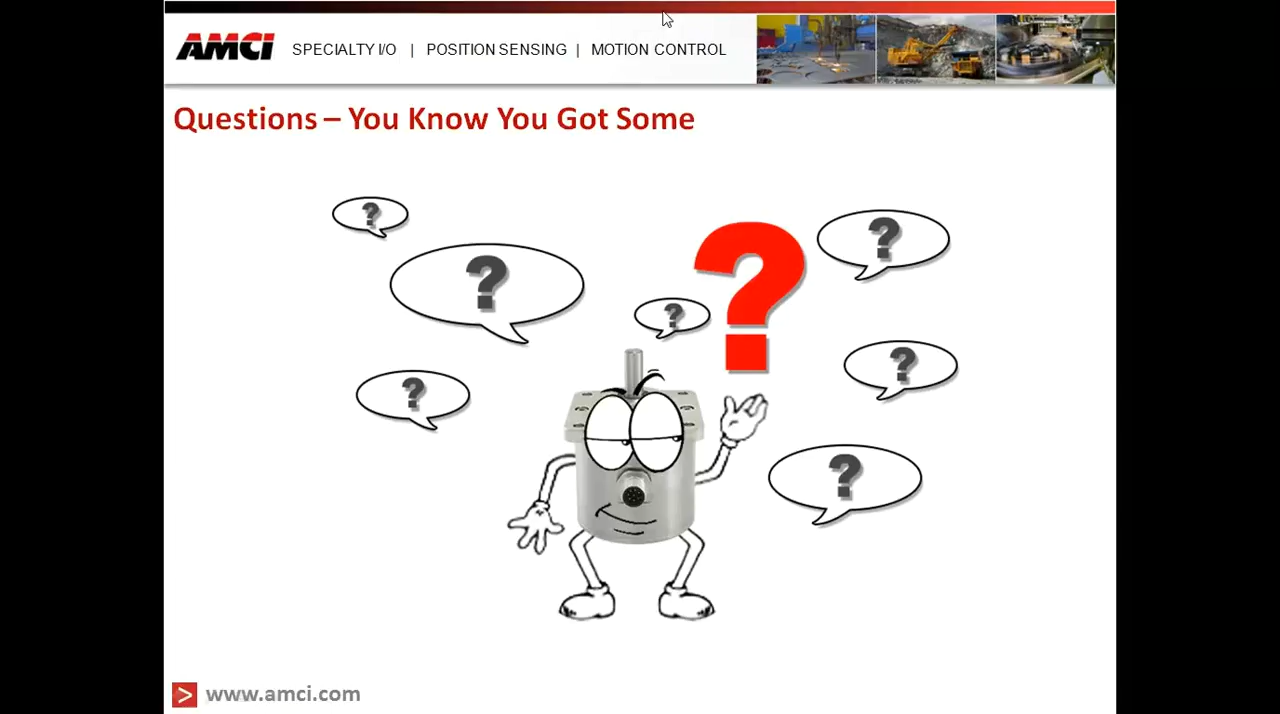 AMCI SPECIALTY I/O | POSITION SENSING | MOTION CONTROL
Questions – You Know You Got Some
?
?
?
?
?
?
?
?
> www.amci.com